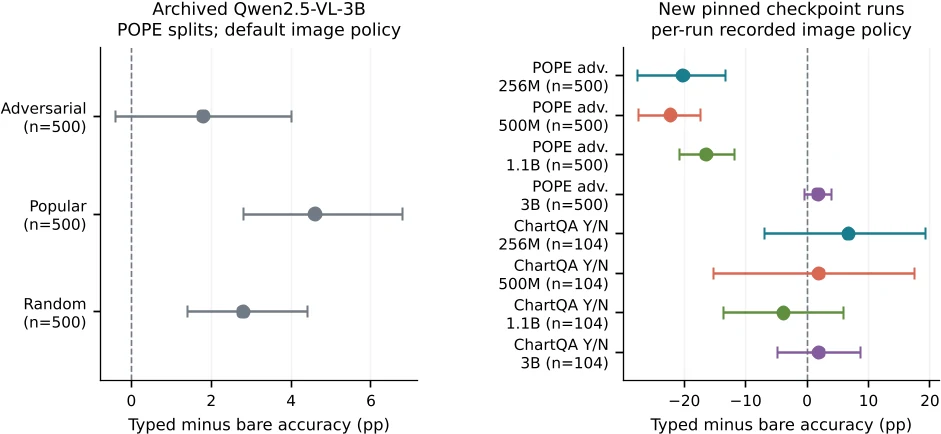 Archived Qwen2.5-VL-3B
POPE splits; default image policy
Adversarial
(n=500)
Popular
(n=500)
Random
(n=500)
0
2
4
6
Typed minus bare accuracy (pp)
New pinned checkpoint runs
per-run recorded image policy
POPE adv.
256M (n=500)
POPE adv.
500M (n=500)
POPE adv.
1.1B (n=500)
POPE adv.
3B (n=500)
ChartQA Y/N
256M (n=104)
ChartQA Y/N
500M (n=104)
ChartQA Y/N
1.1B (n=104)
ChartQA Y/N
3B (n=104)
−20
−10
0
10
20
Typed minus bare accuracy (pp)